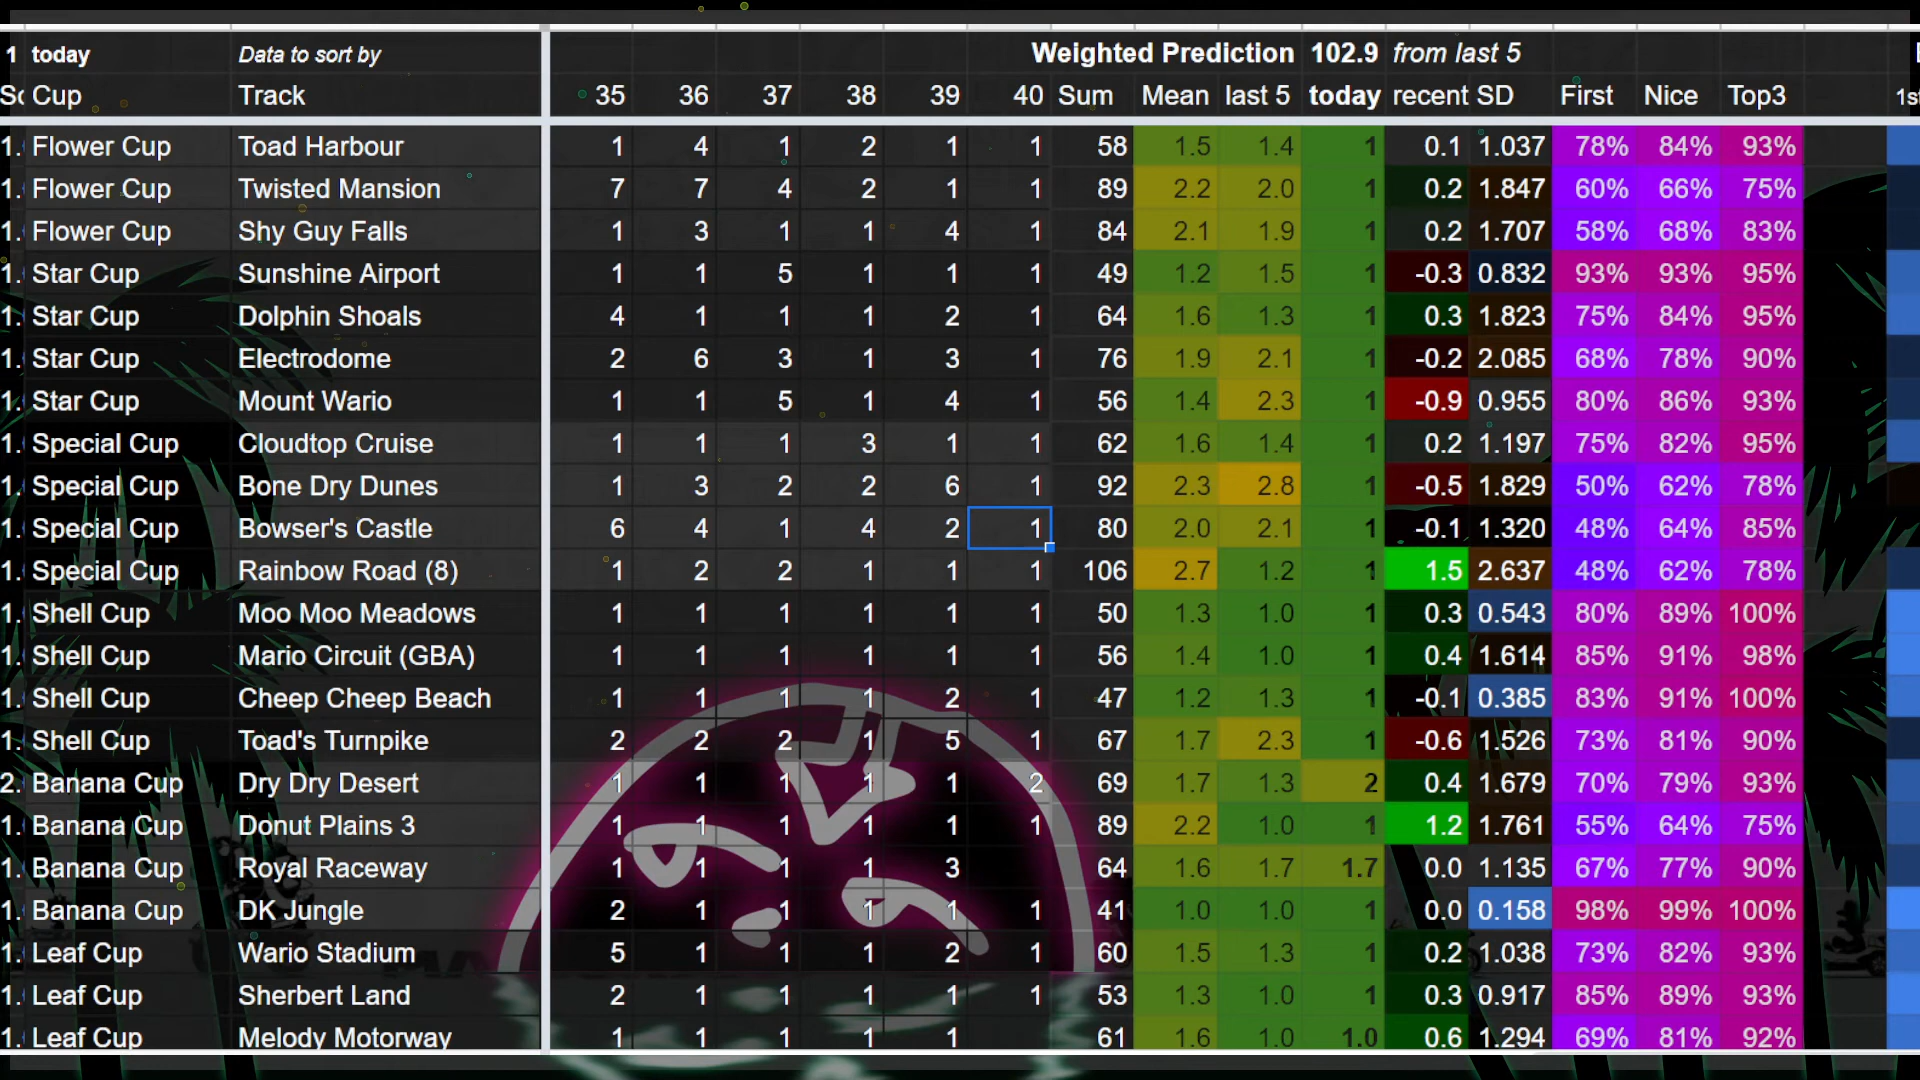 1 today Data to sort by Weighted Prediction 102.9 from last 5
Cup Track 35 36 37 38 39 40 Sum Mean last 5 today recent SD First Nice Top3 1st
1. Flower Cup Toad Harbour 1 4 1 2 1 1 58 1.5 1.4 1 0.1 1.037 78% 84% 93%
1. Flower Cup Twisted Mansion 7 7 4 2 1 1 89 2.2 2.0 1 0.2 1.847 60% 66% 75%
1. Flower Cup Shy Guy Falls 1 3 1 1 4 1 84 2.1 1.9 1 0.2 1.707 58% 68% 83%
1. Star Cup Sunshine Airport 1 1 5 1 1 1 49 1.2 1.5 1 -0.3 0.832 93% 93% 95%
1. Star Cup Dolphin Shoals 4 1 1 1 2 1 64 1.6 1.3 1 0.3 1.823 75% 84% 95%
1. Star Cup Electrodome 2 6 3 1 3 1 76 1.9 2.1 1 -0.2 2.085 68% 78% 90%
1. Star Cup Mount Wario 1 1 5 1 4 1 56 1.4 2.3 1 -0.9 0.955 80% 86% 93%
1. Special Cup Cloudtop Cruise 1 1 1 3 1 1 62 1.6 1.4 1 0.2 1.197 75% 82% 95%
1. Special Cup Bone Dry Dunes 1 3 2 2 6 1 92 2.3 2.8 1 -0.5 1.829 50% 62% 78%
1. Special Cup Bowser's Castle 6 4 1 4 2 1 80 2.0 2.1 1 -0.1 1.320 48% 64% 85%
1. Special Cup Rainbow Road (8) 1 2 2 1 1 1 106 2.7 1.2 1 1.5 2.637 48% 62% 78%
1. Shell Cup Moo Moo Meadows 1 1 1 1 1 1 50 1.3 1.0 1 0.3 0.543 80% 89% 100%
1. Shell Cup Mario Circuit (GBA) 1 1 1 1 1 1 56 1.4 1.0 1 0.4 1.614 85% 91% 98%
1. Shell Cup Cheep Cheep Beach 1 1 1 1 2 1 47 1.2 1.3 1 -0.1 0.385 83% 91% 100%
1. Shell Cup Toad's Turnpike 2 2 2 1 5 1 67 1.7 2.3 1 -0.6 1.526 73% 81% 90%
2. Banana Cup Dry Dry Desert 1 1 1 1 1 2 69 1.7 1.3 2 0.4 1.679 70% 79% 93%
1. Banana Cup Donut Plains 3 1 1 1 1 1 1 89 2.2 1.0 1 1.2 1.761 55% 64% 75%
1. Banana Cup Royal Raceway 1 1 1 1 3 64 1.6 1.7 1.7 0.0 1.135 67% 77% 90%
1. Banana Cup DK Jungle 2 1 1 1 1 1 41 1.0 1.0 1 0.0 0.158 98% 99% 100%
1. Leaf Cup Wario Stadium 5 1 1 1 2 1 60 1.5 1.3 1 0.2 1.038 73% 82% 93%
1. Leaf Cup Sherbert Land 2 1 1 1 1 1 53 1.3 1.0 1 0.3 0.917 85% 89% 93%
1. Leaf Cup Melody Motorway 1 1 1 1 1 61 1.6 1.0 1.0 0.6 1.294 69% 81% 92%